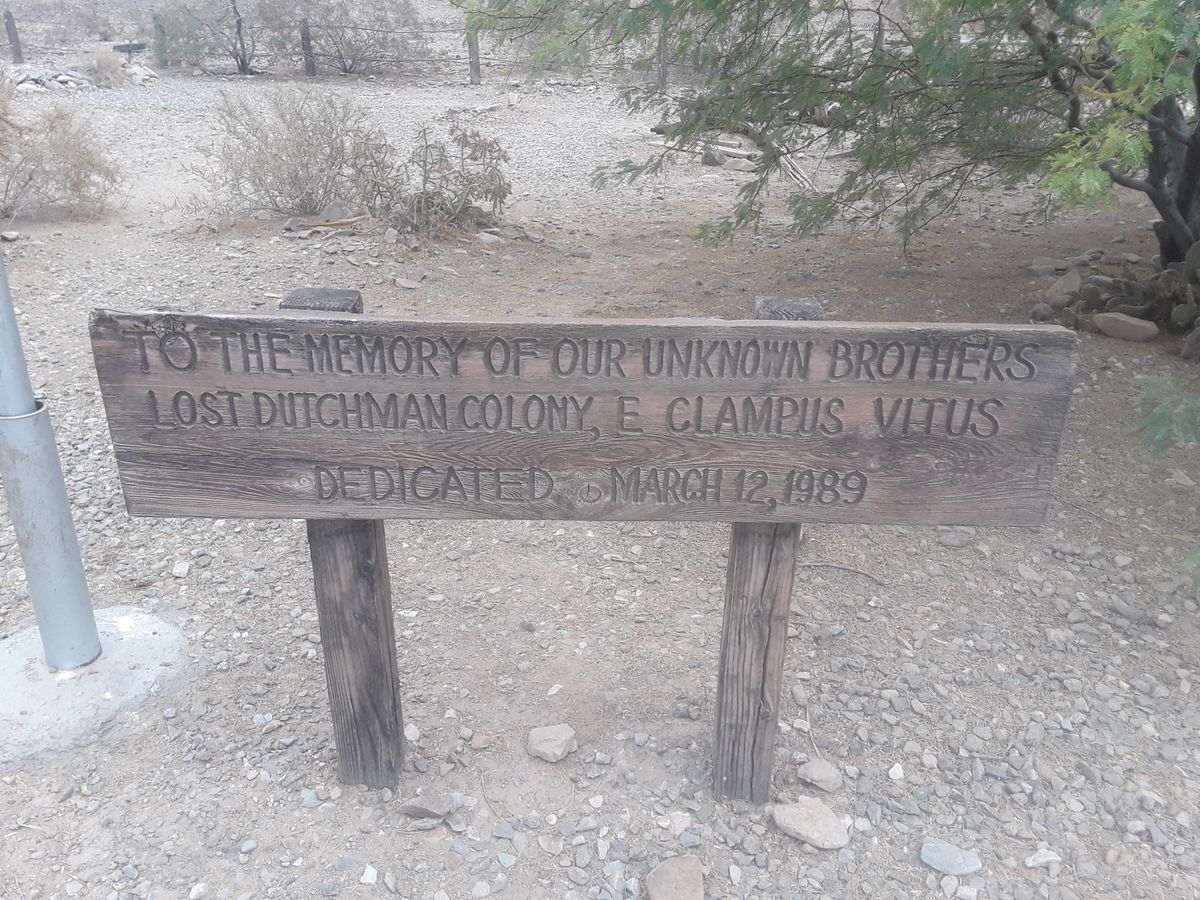 TO THE MEMORY OF OUR UNKNOWN BROTHERS
LOST DUTCHMAN COLONY, E CLAMPUS VITUS
DEDICATED MARCH 12, 1989